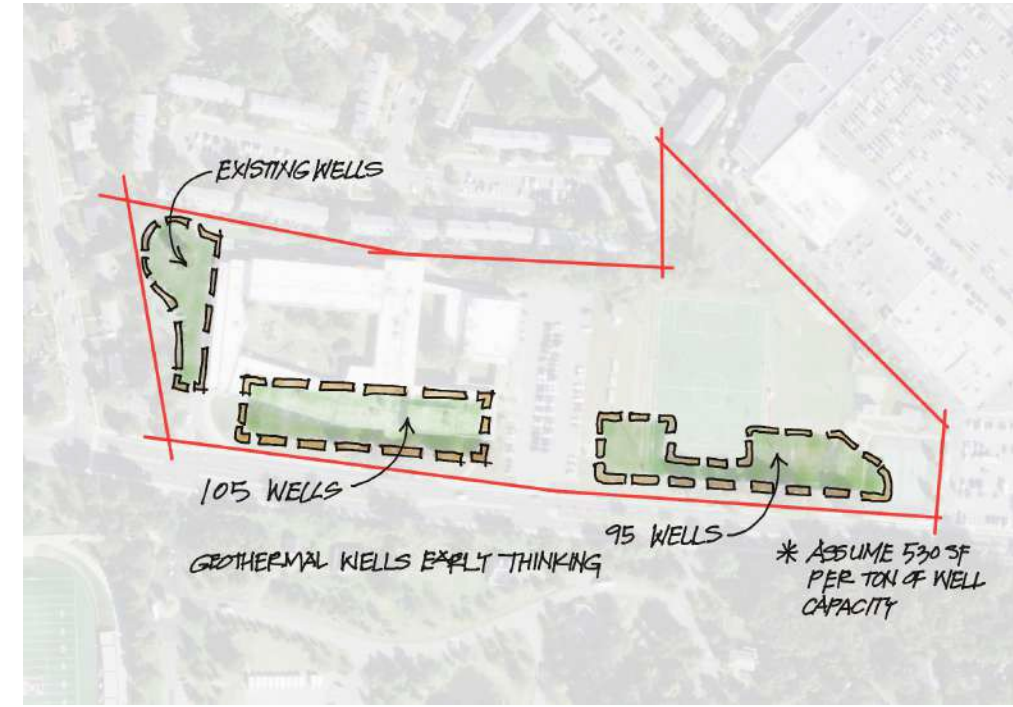 EXISTING WELLS
105 WELLS
95 WELLS
GEOTHERMAL WELLS EARLY THINKING
* ASSUME 530 SF
PER TON OF WELL
CAPACITY